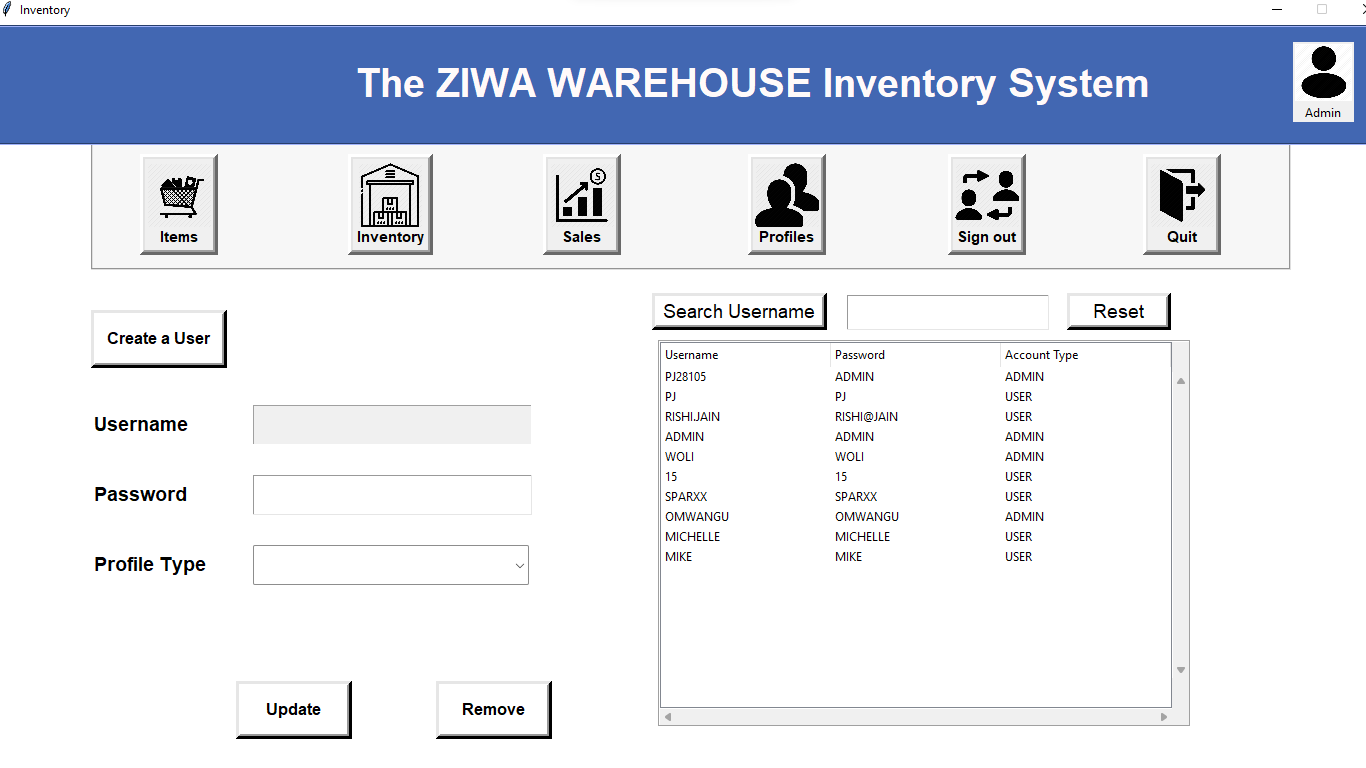 Inventory
The ZIWA WAREHOUSE Inventory System
Admin
Items Inventory Sales Profiles Sign out Quit
Create a User
Username
Password
Profile Type
Update Remove
Search Username Reset
Username Password Account Type
PJ28105 ADMIN ADMIN
PJ PJ USER
RISHI.JAIN RISHI@JAIN USER
ADMIN ADMIN ADMIN
WOLI WOLI ADMIN
15 15 USER
SPARXX SPARXX USER
OMWANGU OMWANGU ADMIN
MICHELLE MICHELLE USER
MIKE MIKE USER